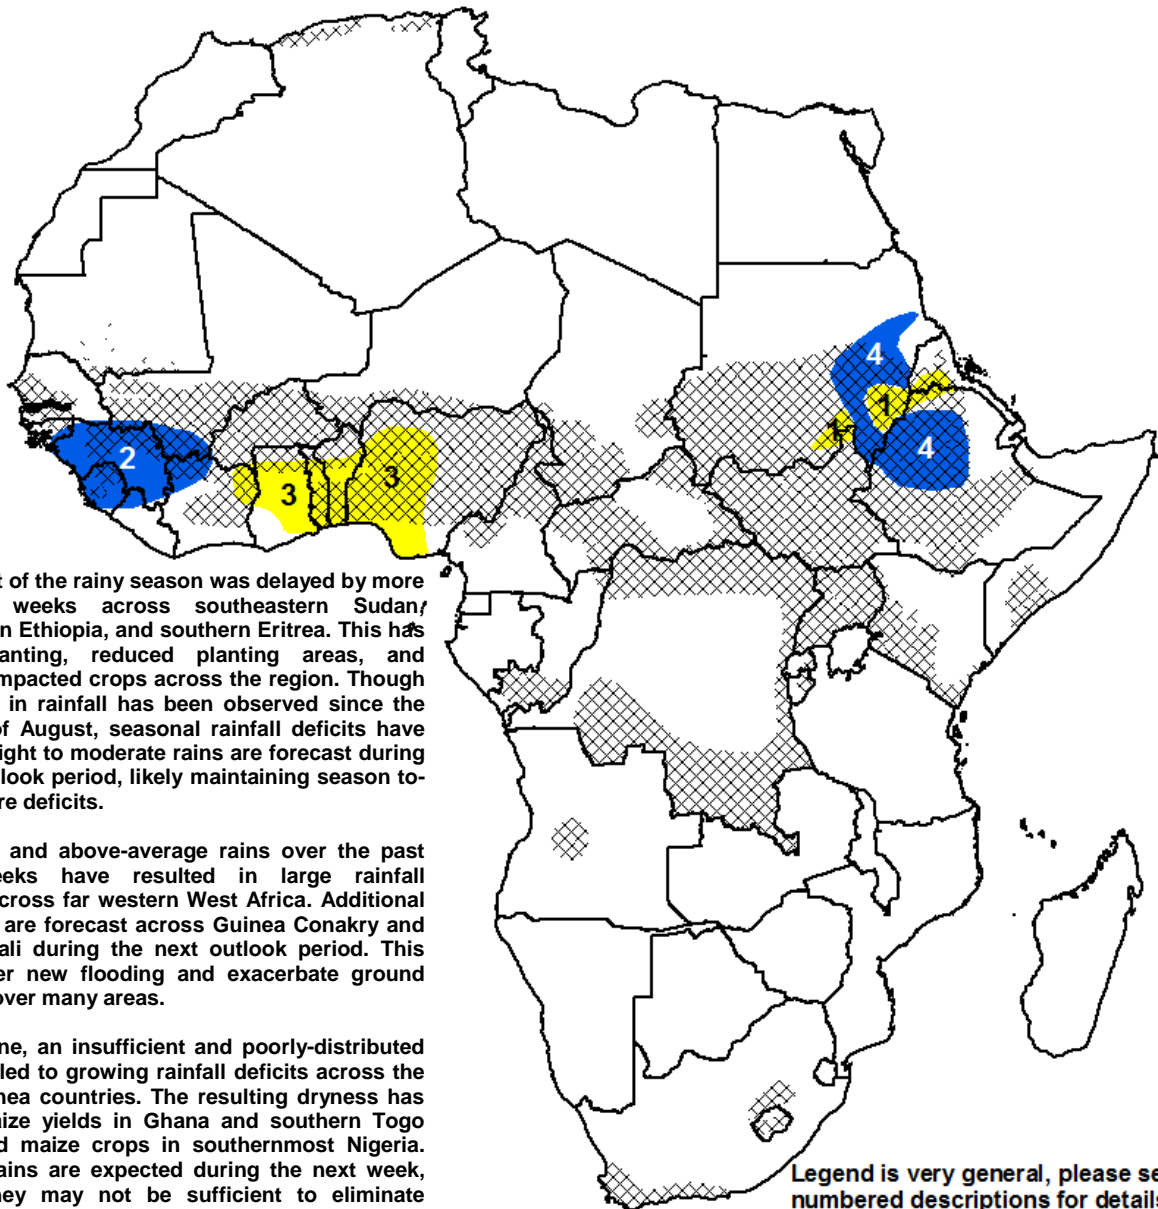 4
1
1
4
2
3
3
t of the rainy season was delayed by more
weeks across southeastern Sudan,
n Ethiopia, and southern Eritrea. This has
anting, reduced planting areas, and
mpacted crops across the region. Though
in rainfall has been observed since the
of August, seasonal rainfall deficits have
ight to moderate rains are forecast during
look period, likely maintaining season to-
re deficits.
and above-average rains over the past
eeks have resulted in large rainfall
cross far western West Africa. Additional
are forecast across Guinea Conakry and
ali during the next outlook period. This
er new flooding and exacerbate ground
over many areas.
ne, an insufficient and poorly-distributed
led to growing rainfall deficits across the
nea countries. The resulting dryness has
aize yields in Ghana and southern Togo
d maize crops in southernmost Nigeria.
ains are expected during the next week,
hey may not be sufficient to eliminate
Legend is very general, please se
numbered descriptions for details